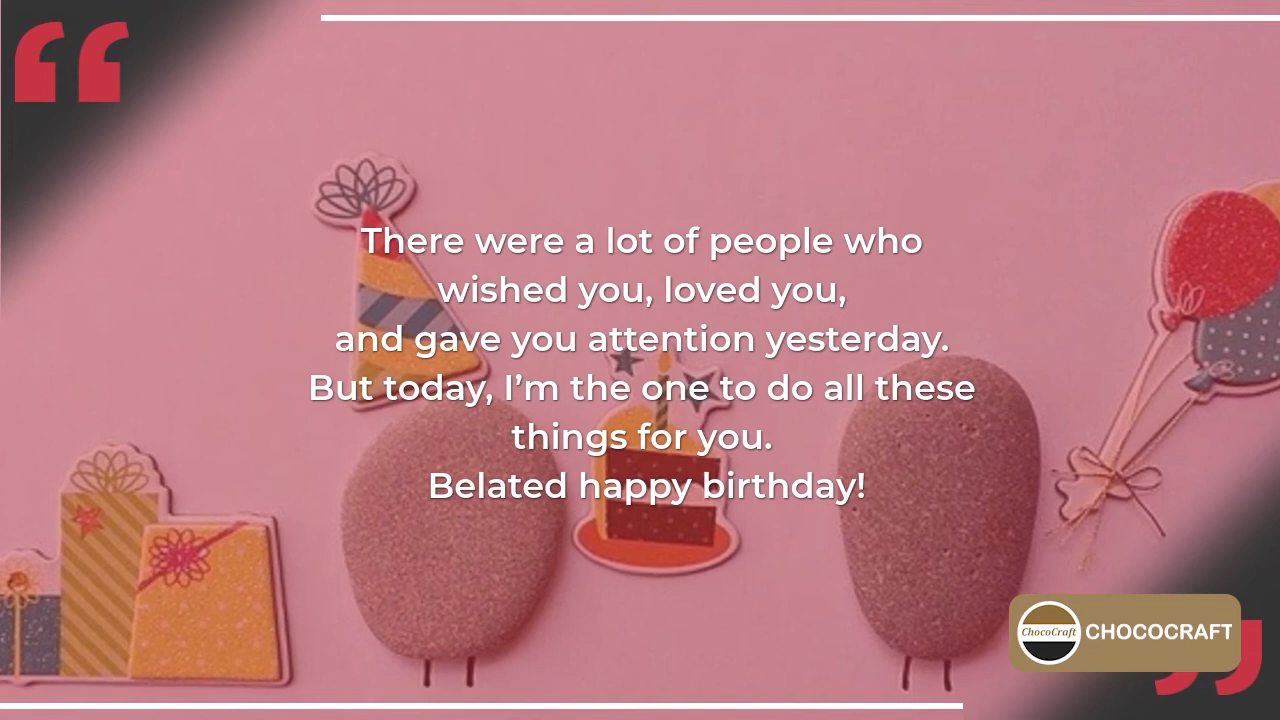 There were a lot of people who
wished you, loved you,
and gave you attention yesterday.
But today, I’m the one to do all these
things for you.
Belated happy birthday!
ChocoCraft CHOCOCRAFT